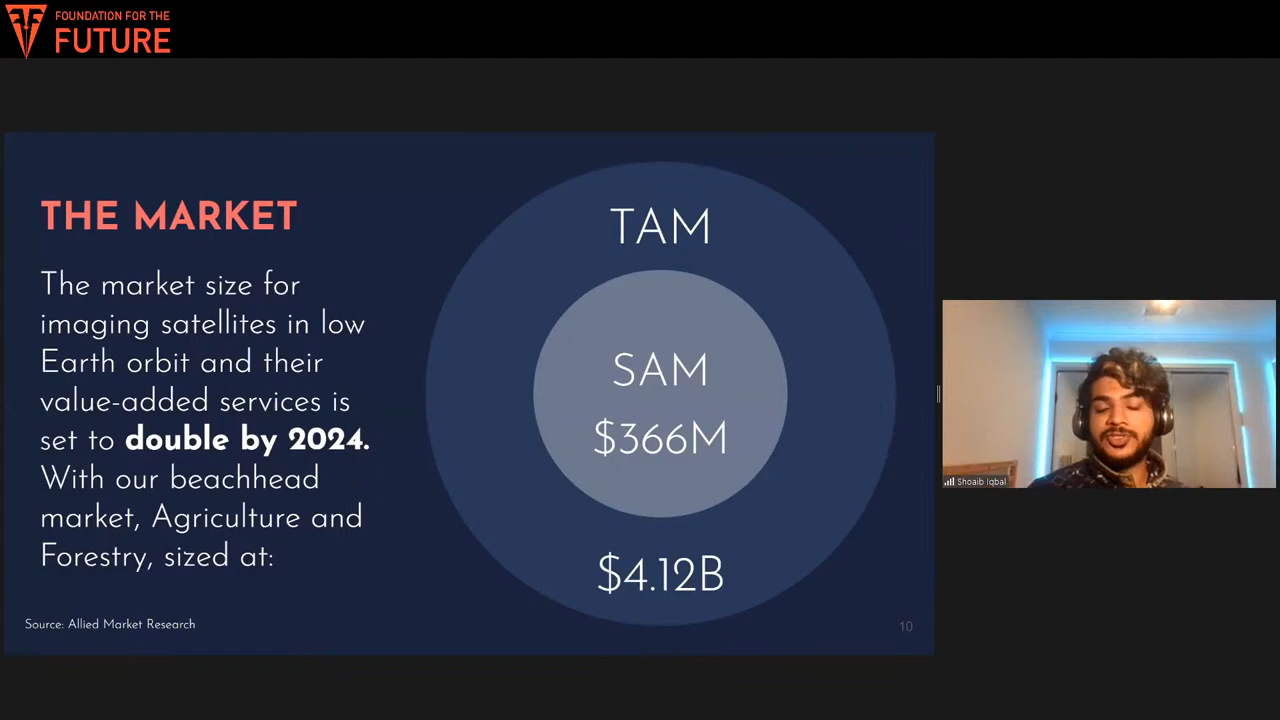 FOUNDATION FOR THE
FUTURE
THE MARKET
The market size for
imaging satellites in low
Earth orbit and their
value-added services is
set to double by 2024.
With our beachhead
market, Agriculture and
Forestry, sized at:
Source: Allied Market Research
TAM
SAM
$366M
$4.12B
10
Shoaib Iqbal